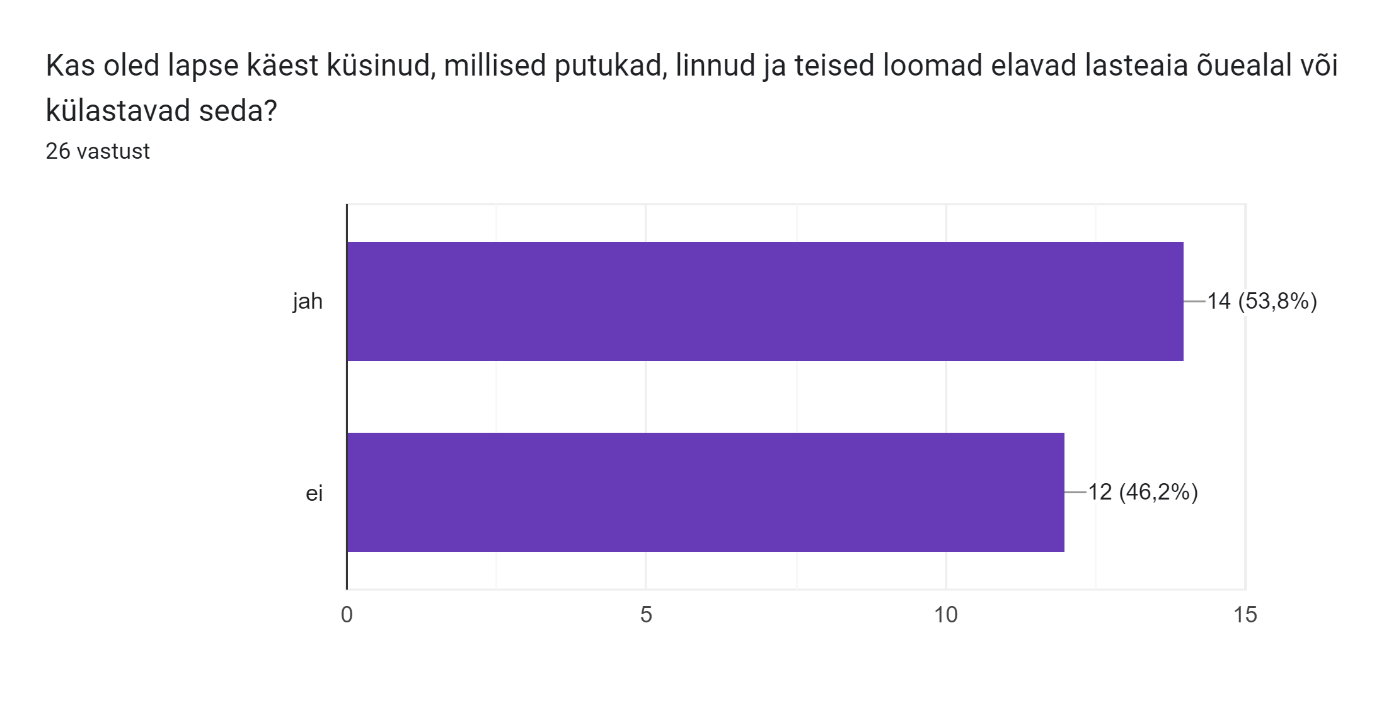 Kas oled lapse käest küsinud, millised putukad, linnud ja teised loomad elavad lasteaia õuealal või
külastavad seda?
26 vastust
jah
14 (53,8%)
ei
12 (46,2%)
0 5 10 15